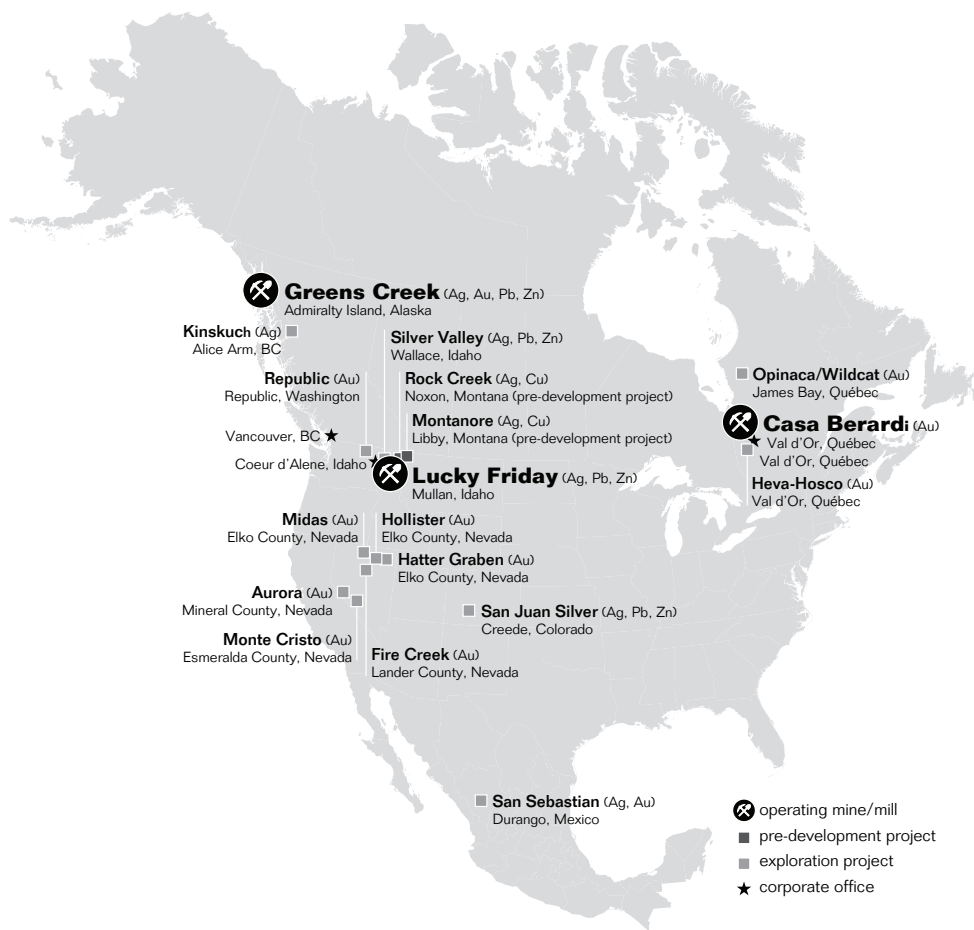 Greens Creek (Ag, Au, Pb, Zn)
Admiralty Island, Alaska
Kinskuch (Ag)
Alice Arm, BC
Silver Valley (Ag, Pb, Zn)
Wallace, Idaho
Republic (Au)
Republic, Washington
Rock Creek (Ag, Cu)
Noxon, Montana (pre-development project)
Montanore (Ag, Cu)
Libby, Montana (pre-development project)
Vancouver, BC
Coeur d'Alene, Idaho
Lucky Friday (Ag, Pb, Zn)
Mullan, Idaho
Opinaca/Wildcat (Au)
James Bay, Québec
Casa Berardi (Au)
Val d'Or, Québec
Val d'Or, Québec
Heva-Hosco (Au)
Val d'Or, Québec
Midas (Au)
Elko County, Nevada
Hollister (Au)
Elko County, Nevada
Hatter Graben (Au)
Elko County, Nevada
Aurora (Au)
Mineral County, Nevada
San Juan Silver (Ag, Pb, Zn)
Creede, Colorado
Monte Cristo (Au)
Esmeralda County, Nevada
Fire Creek (Au)
Lander County, Nevada
San Sebastian (Ag, Au)
Durango, Mexico
operating mine/mill
pre-development project
exploration project
corporate office